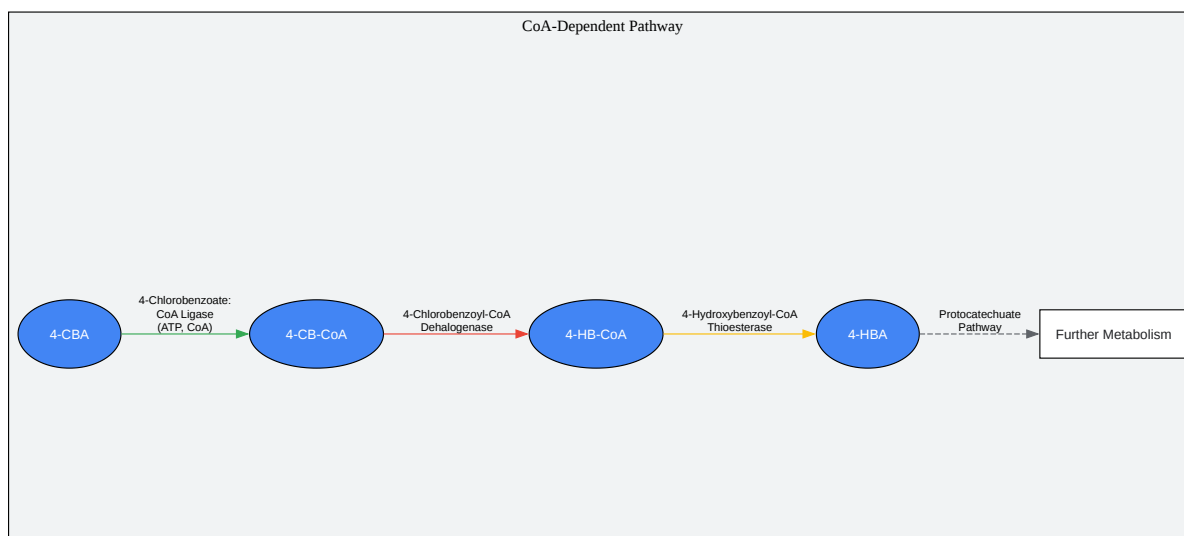 CoA-Dependent Pathway
4-CBA
4-Chlorobenzoate:
CoA Ligase
(ATP, CoA)
4-CB-CoA
4-Chlorobenzoyl-CoA
Dehalogenase
4-HB-CoA
4-Hydroxybenzoyl-CoA
Thioesterase
4-HBA
Protocatechuate
Pathway
Further Metabolism